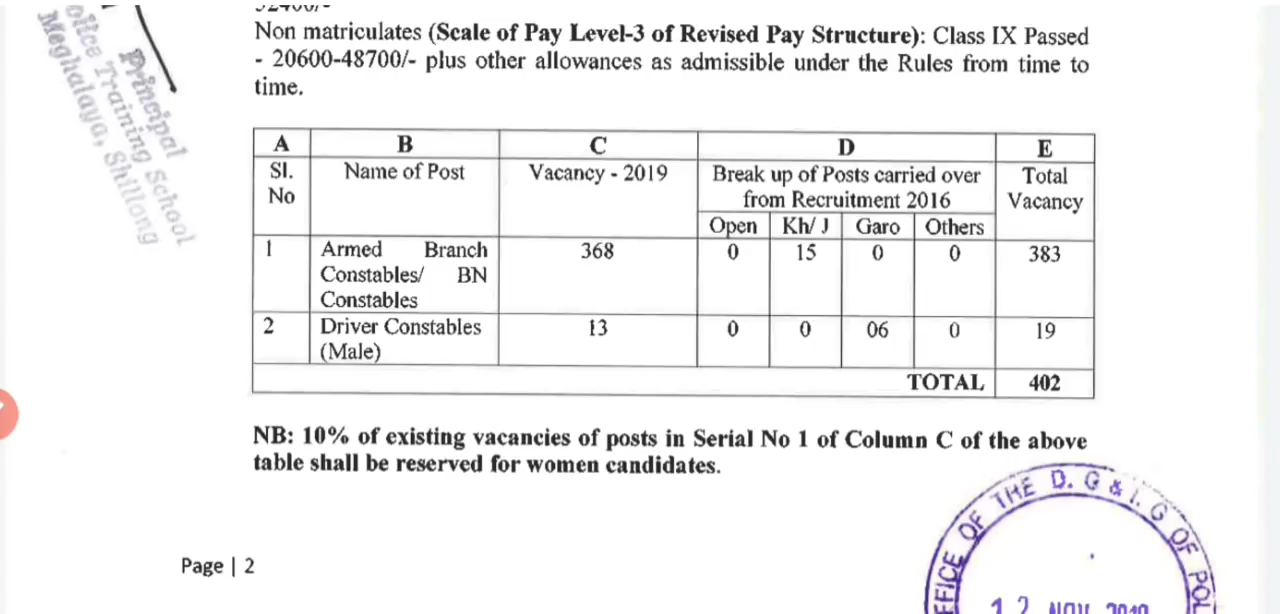 Principal
Police Training School
Meghalaya, Shillong
Non matriculates (Scale of Pay Level-3 of Revised Pay Structure): Class IX Passed
- 20600-48700/- plus other allowances as admissible under the Rules from time to
time.
A B C D E
Sl. No Name of Post Vacancy - 2019 Break up of Posts carried over from Recruitment 2016 Total Vacancy
Open Kh/ J Garo Others
1 Armed Branch Constables/ BN Constables 368 0 15 0 0 383
2 Driver Constables (Male) 13 0 0 06 0 19
TOTAL 402
NB: 10% of existing vacancies of posts in Serial No 1 of Column C of the above
table shall be reserved for women candidates.
OFFICE OF THE D. G & I. G OF POL
12 NOV 2019
Page | 2